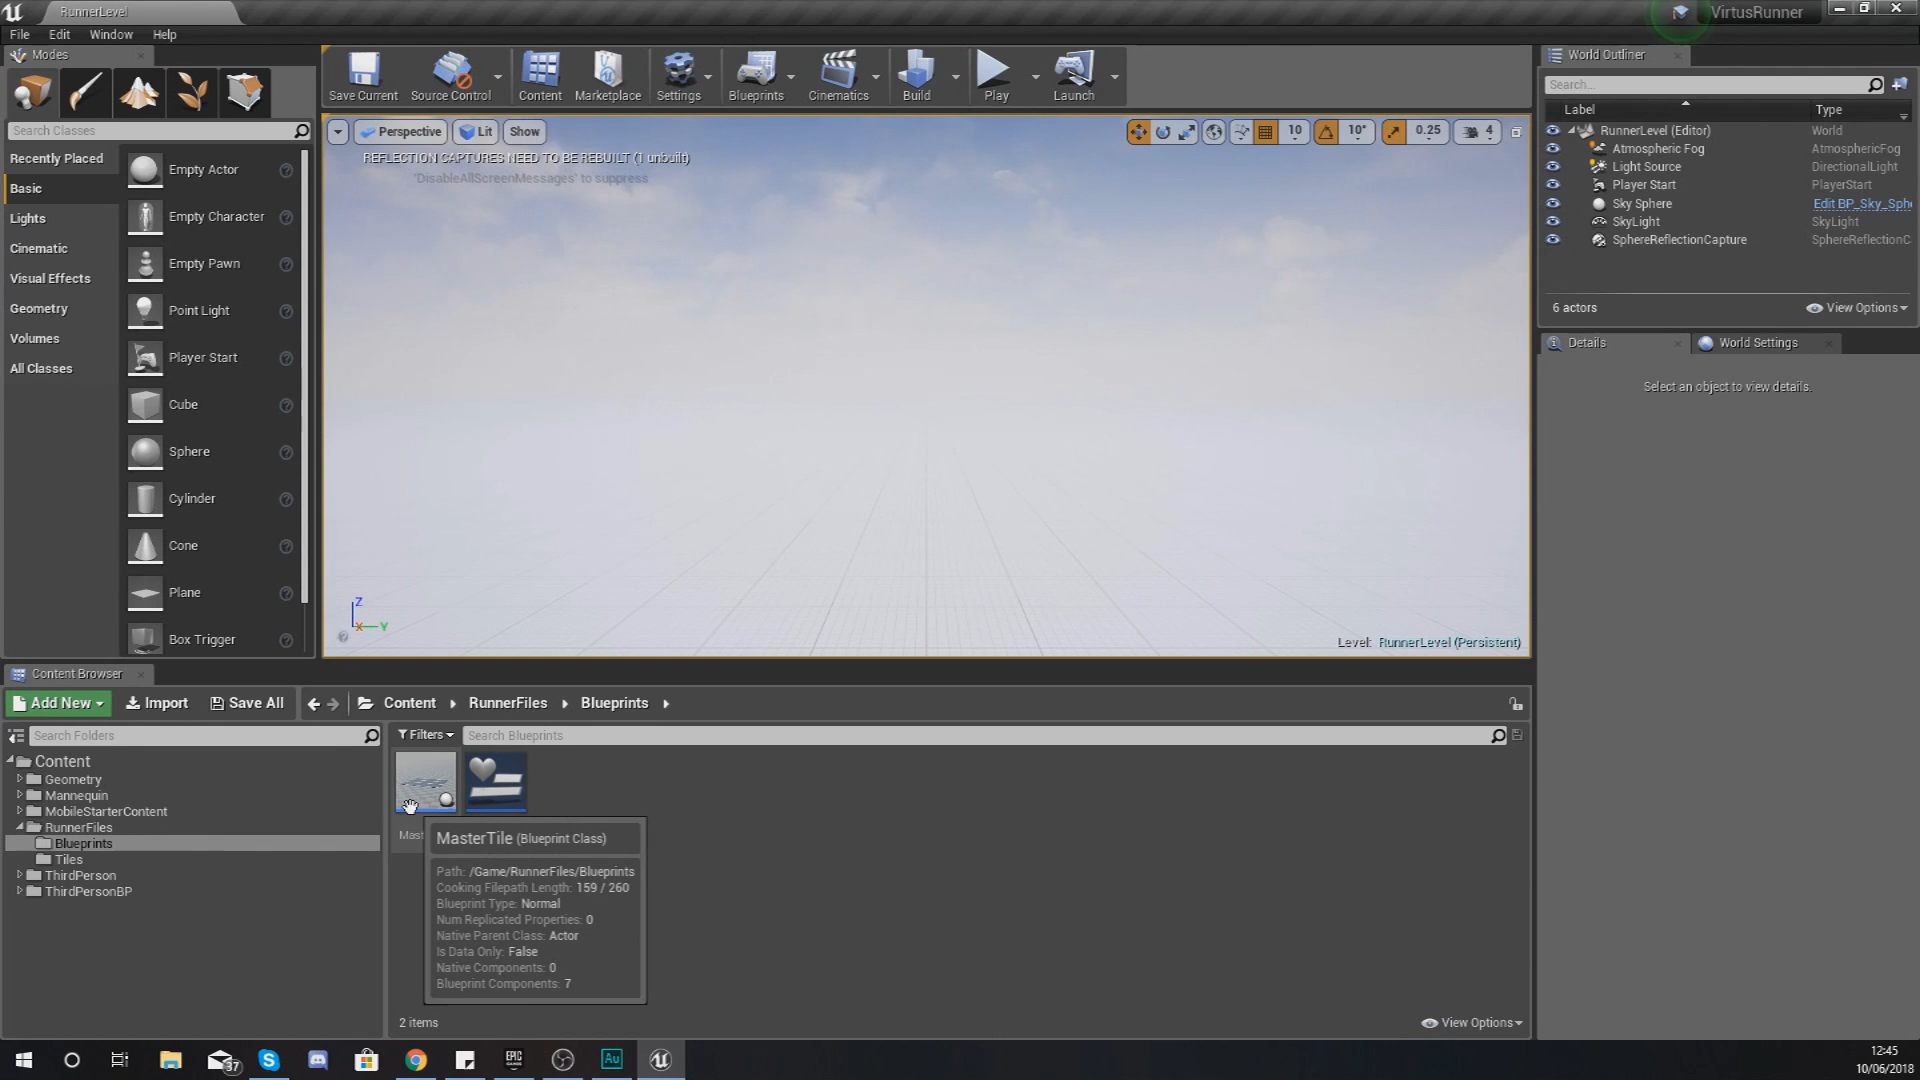 RunnerLevel
VirtusRunner
File Edit Window Help
Modes
Search Classes
Recently Placed
Basic
Lights
Cinematic
Visual Effects
Geometry
Volumes
All Classes
Empty Actor
Empty Character
Empty Pawn
Point Light
Player Start
Cube
Sphere
Cylinder
Cone
Plane
Box Trigger
Save Current
Source Control
Content
Marketplace
Settings
Blueprints
Cinematics
Build
Play
Launch
Perspective Lit Show
10 10° 0.25 4
REFLECTION CAPTURES NEED TO BE REBUILT (1 unbuilt)
'DisableAllScreenMessages' to suppress
Z
X Y
Level: RunnerLevel (Persistent)
World Outliner
Search...
Label Type
RunnerLevel (Editor) World
Atmospheric Fog AtmosphericFog
Light Source DirectionalLight
Player Start PlayerStart
Sky Sphere Edit BP_Sky_Sph
SkyLight SkyLight
SphereReflectionCapture SphereReflectionC
6 actors View Options
Details World Settings
Select an object to view details.
Content Browser
Add New Import Save All Content RunnerFiles Blueprints
Search Folders
Content
Geometry
Mannequin
MobileStarterContent
RunnerFiles
Blueprints
Tiles
ThirdPerson
ThirdPersonBP
Filters Search Blueprints
Mast
MasterTile (Blueprint Class)
Path: /Game/RunnerFiles/Blueprints
Cooking Filepath Length: 159 / 260
Blueprint Type: Normal
Num Replicated Properties: 0
Native Parent Class: Actor
Is Data Only: False
Native Components: 0
Blueprint Components: 7
2 items View Options
37
EPIC GAMES
Au
12:45
10/06/2018